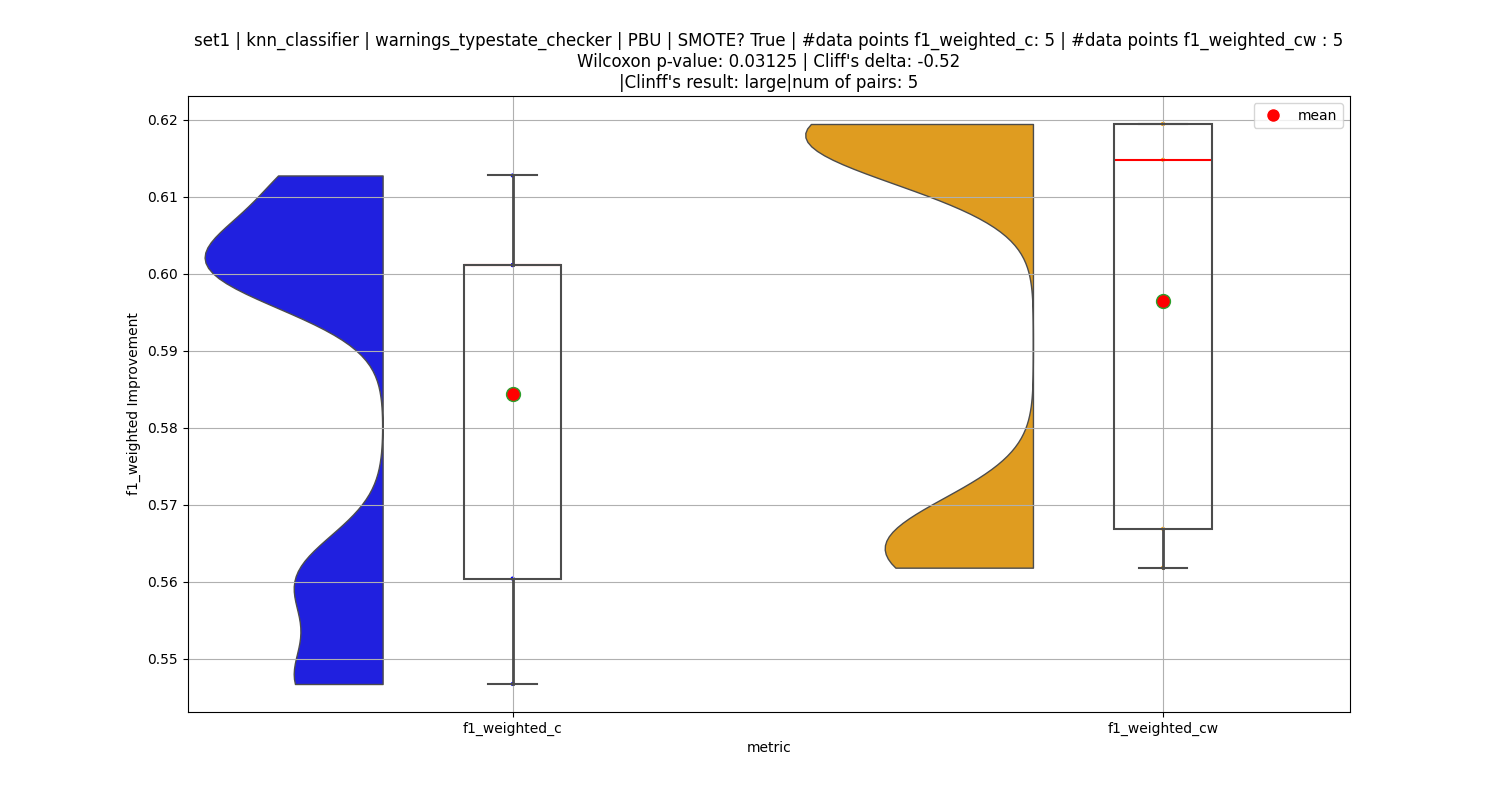 set1 | knn_classifier | warnings_typestate_checker | PBU | SMOTE? True | #data points f1_weighted_c: 5 | #data points f1_weighted_cw : 5
Wilcoxon p-value: 0.03125 | Cliff's delta: -0.52
|Clinff's result: large|num of pairs: 5
mean
0.62
0.61
0.60
0.59
0.58
0.57
0.56
0.55
f1_weighted Improvement
f1_weighted_c
f1_weighted_cw
metric